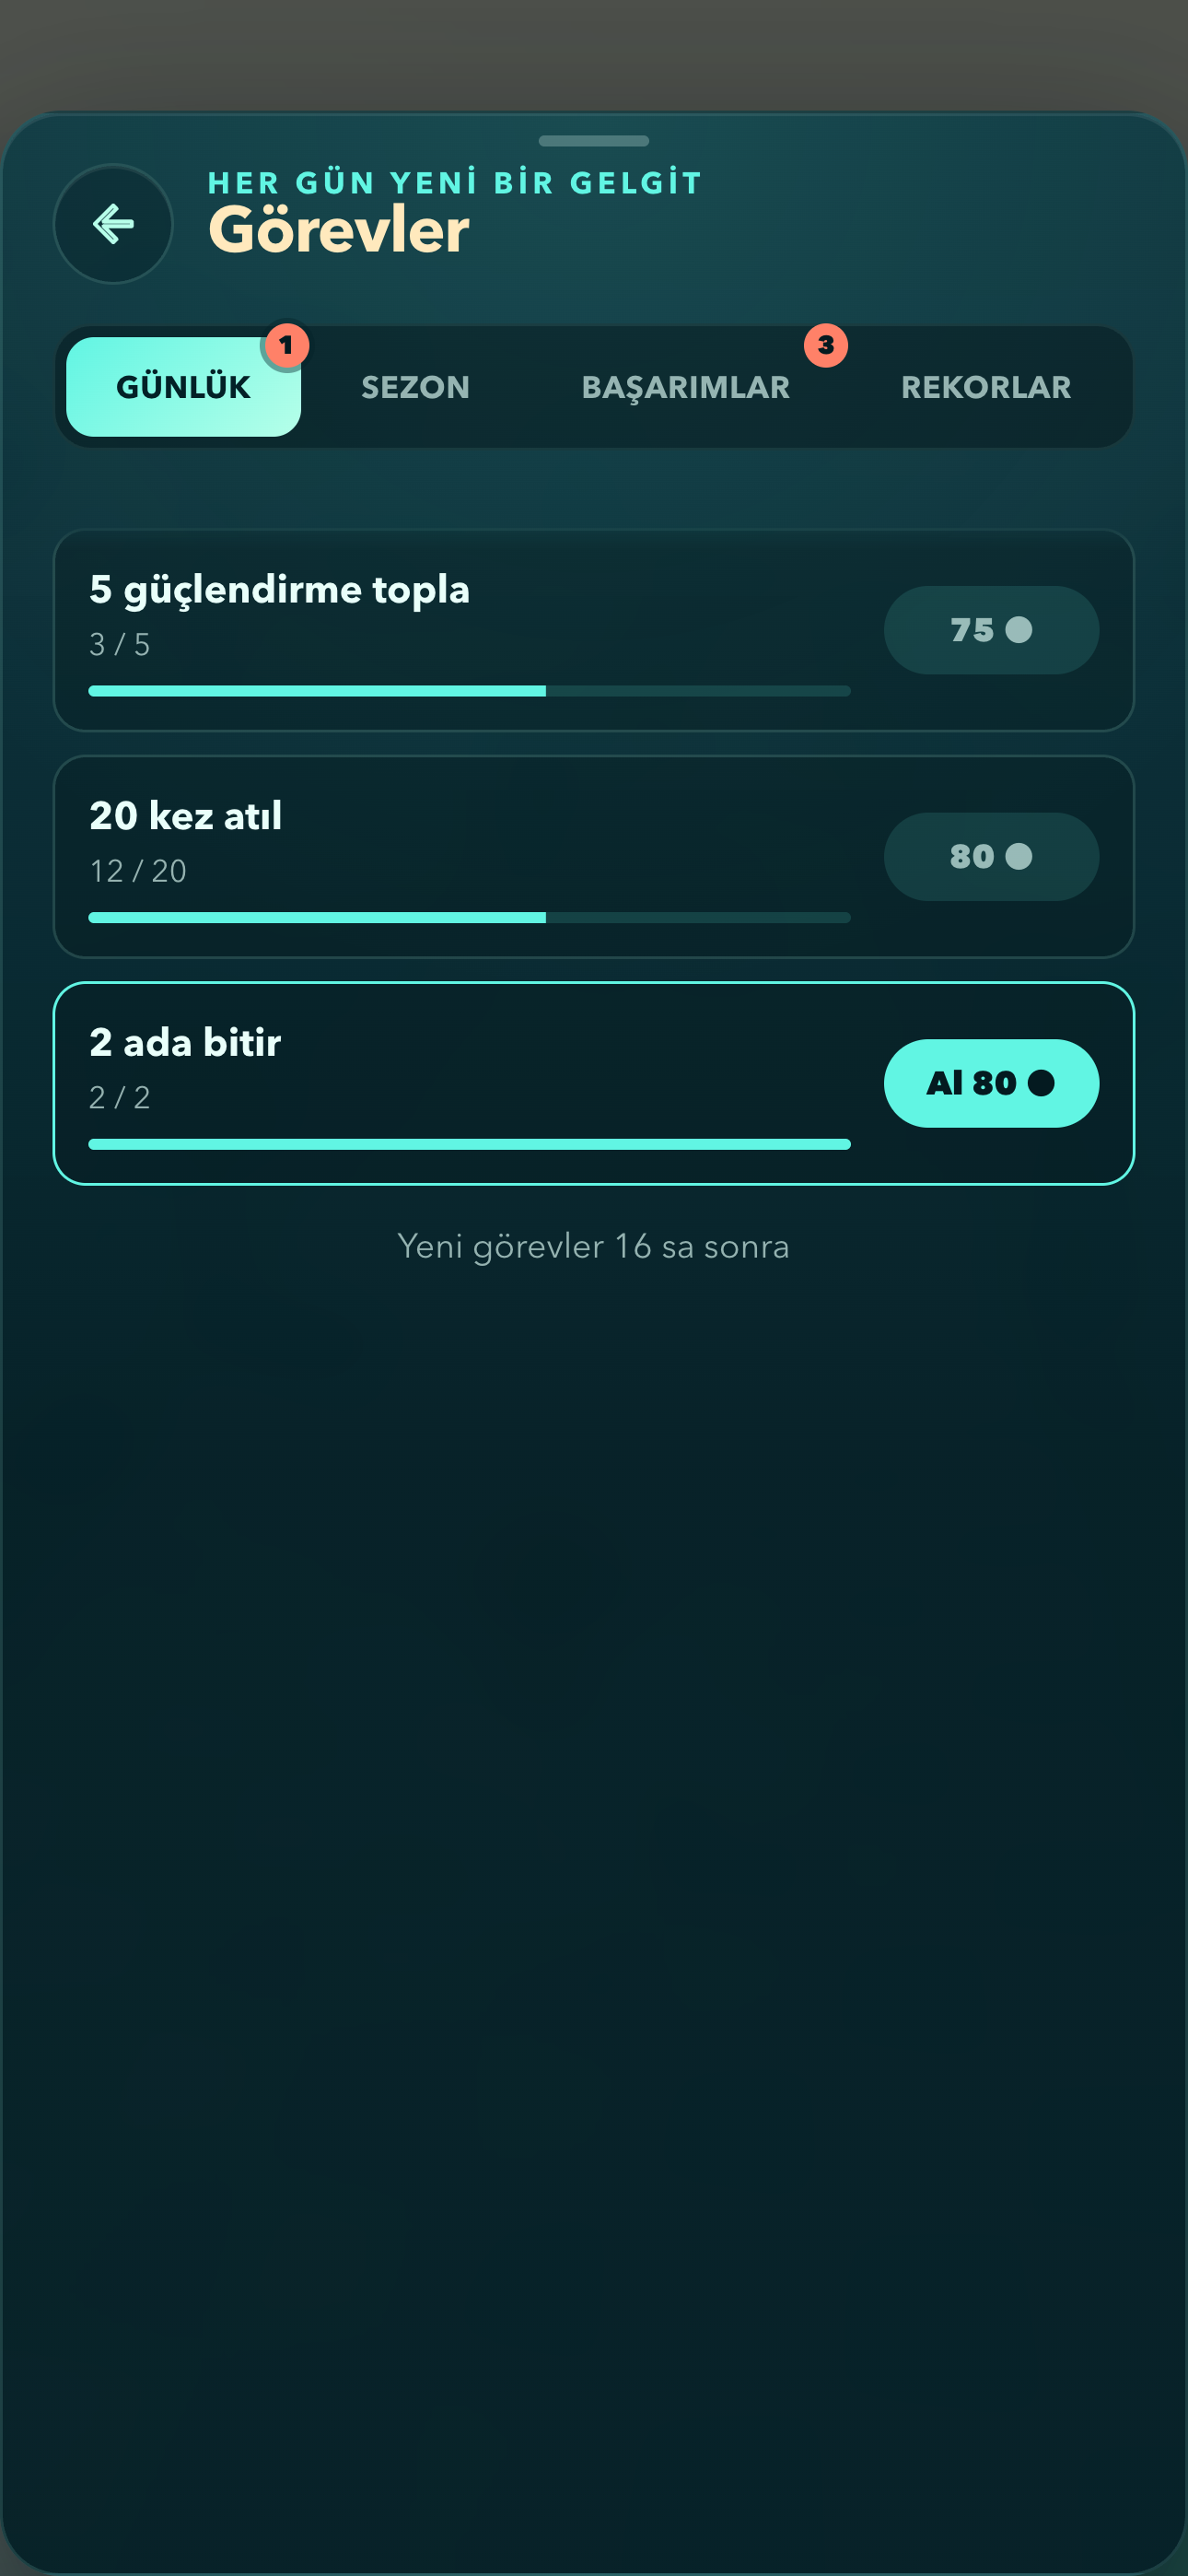 HER GÜN YENİ BİR GELGİT
Görevler
GÜNLÜK 1 SEZON BAŞARIMLAR 3 REKORLAR
5 güçlendirme topla
3 / 5
75
20 kez atıl
12 / 20
80
2 ada bitir
2 / 2
Al 80
Yeni görevler 16 sa sonra